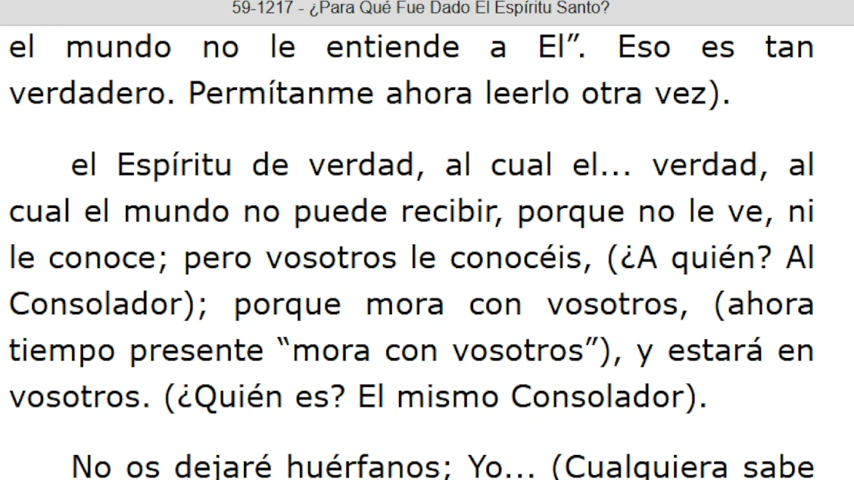 59-1217 - ¿Para Qué Fue Dado El Espíritu Santo?
el mundo no le entiende a El”. Eso es tan
verdadero. Permítanme ahora leerlo otra vez).
el Espíritu de verdad, al cual el... verdad, al
cual el mundo no puede recibir, porque no le ve, ni
le conoce; pero vosotros le conocéis, (¿A quién? Al
Consolador); porque mora con vosotros, (ahora
tiempo presente “mora con vosotros”), y estará en
vosotros. (¿Quién es? El mismo Consolador).
No os dejaré huérfanos; Yo... (Cualquiera sabe